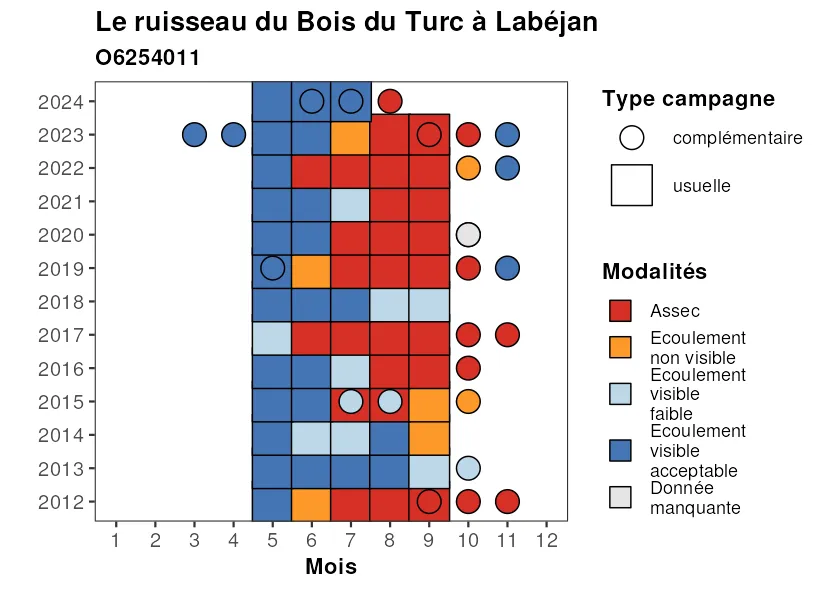 Le ruisseau du Bois du Turc à Labéjan
O6254011
2024
2023
2022
2021
2020
2019
2018
2017
2016
2015
2014
2013
2012
1 2 3 4 5 6 7 8 9 10 11 12
Mois
Type campagne
complémentaire
usuelle
Modalités
Assec
Ecoulement
non visible
Ecoulement
visible
faible
Ecoulement
visible
acceptable
Donnée
manquante